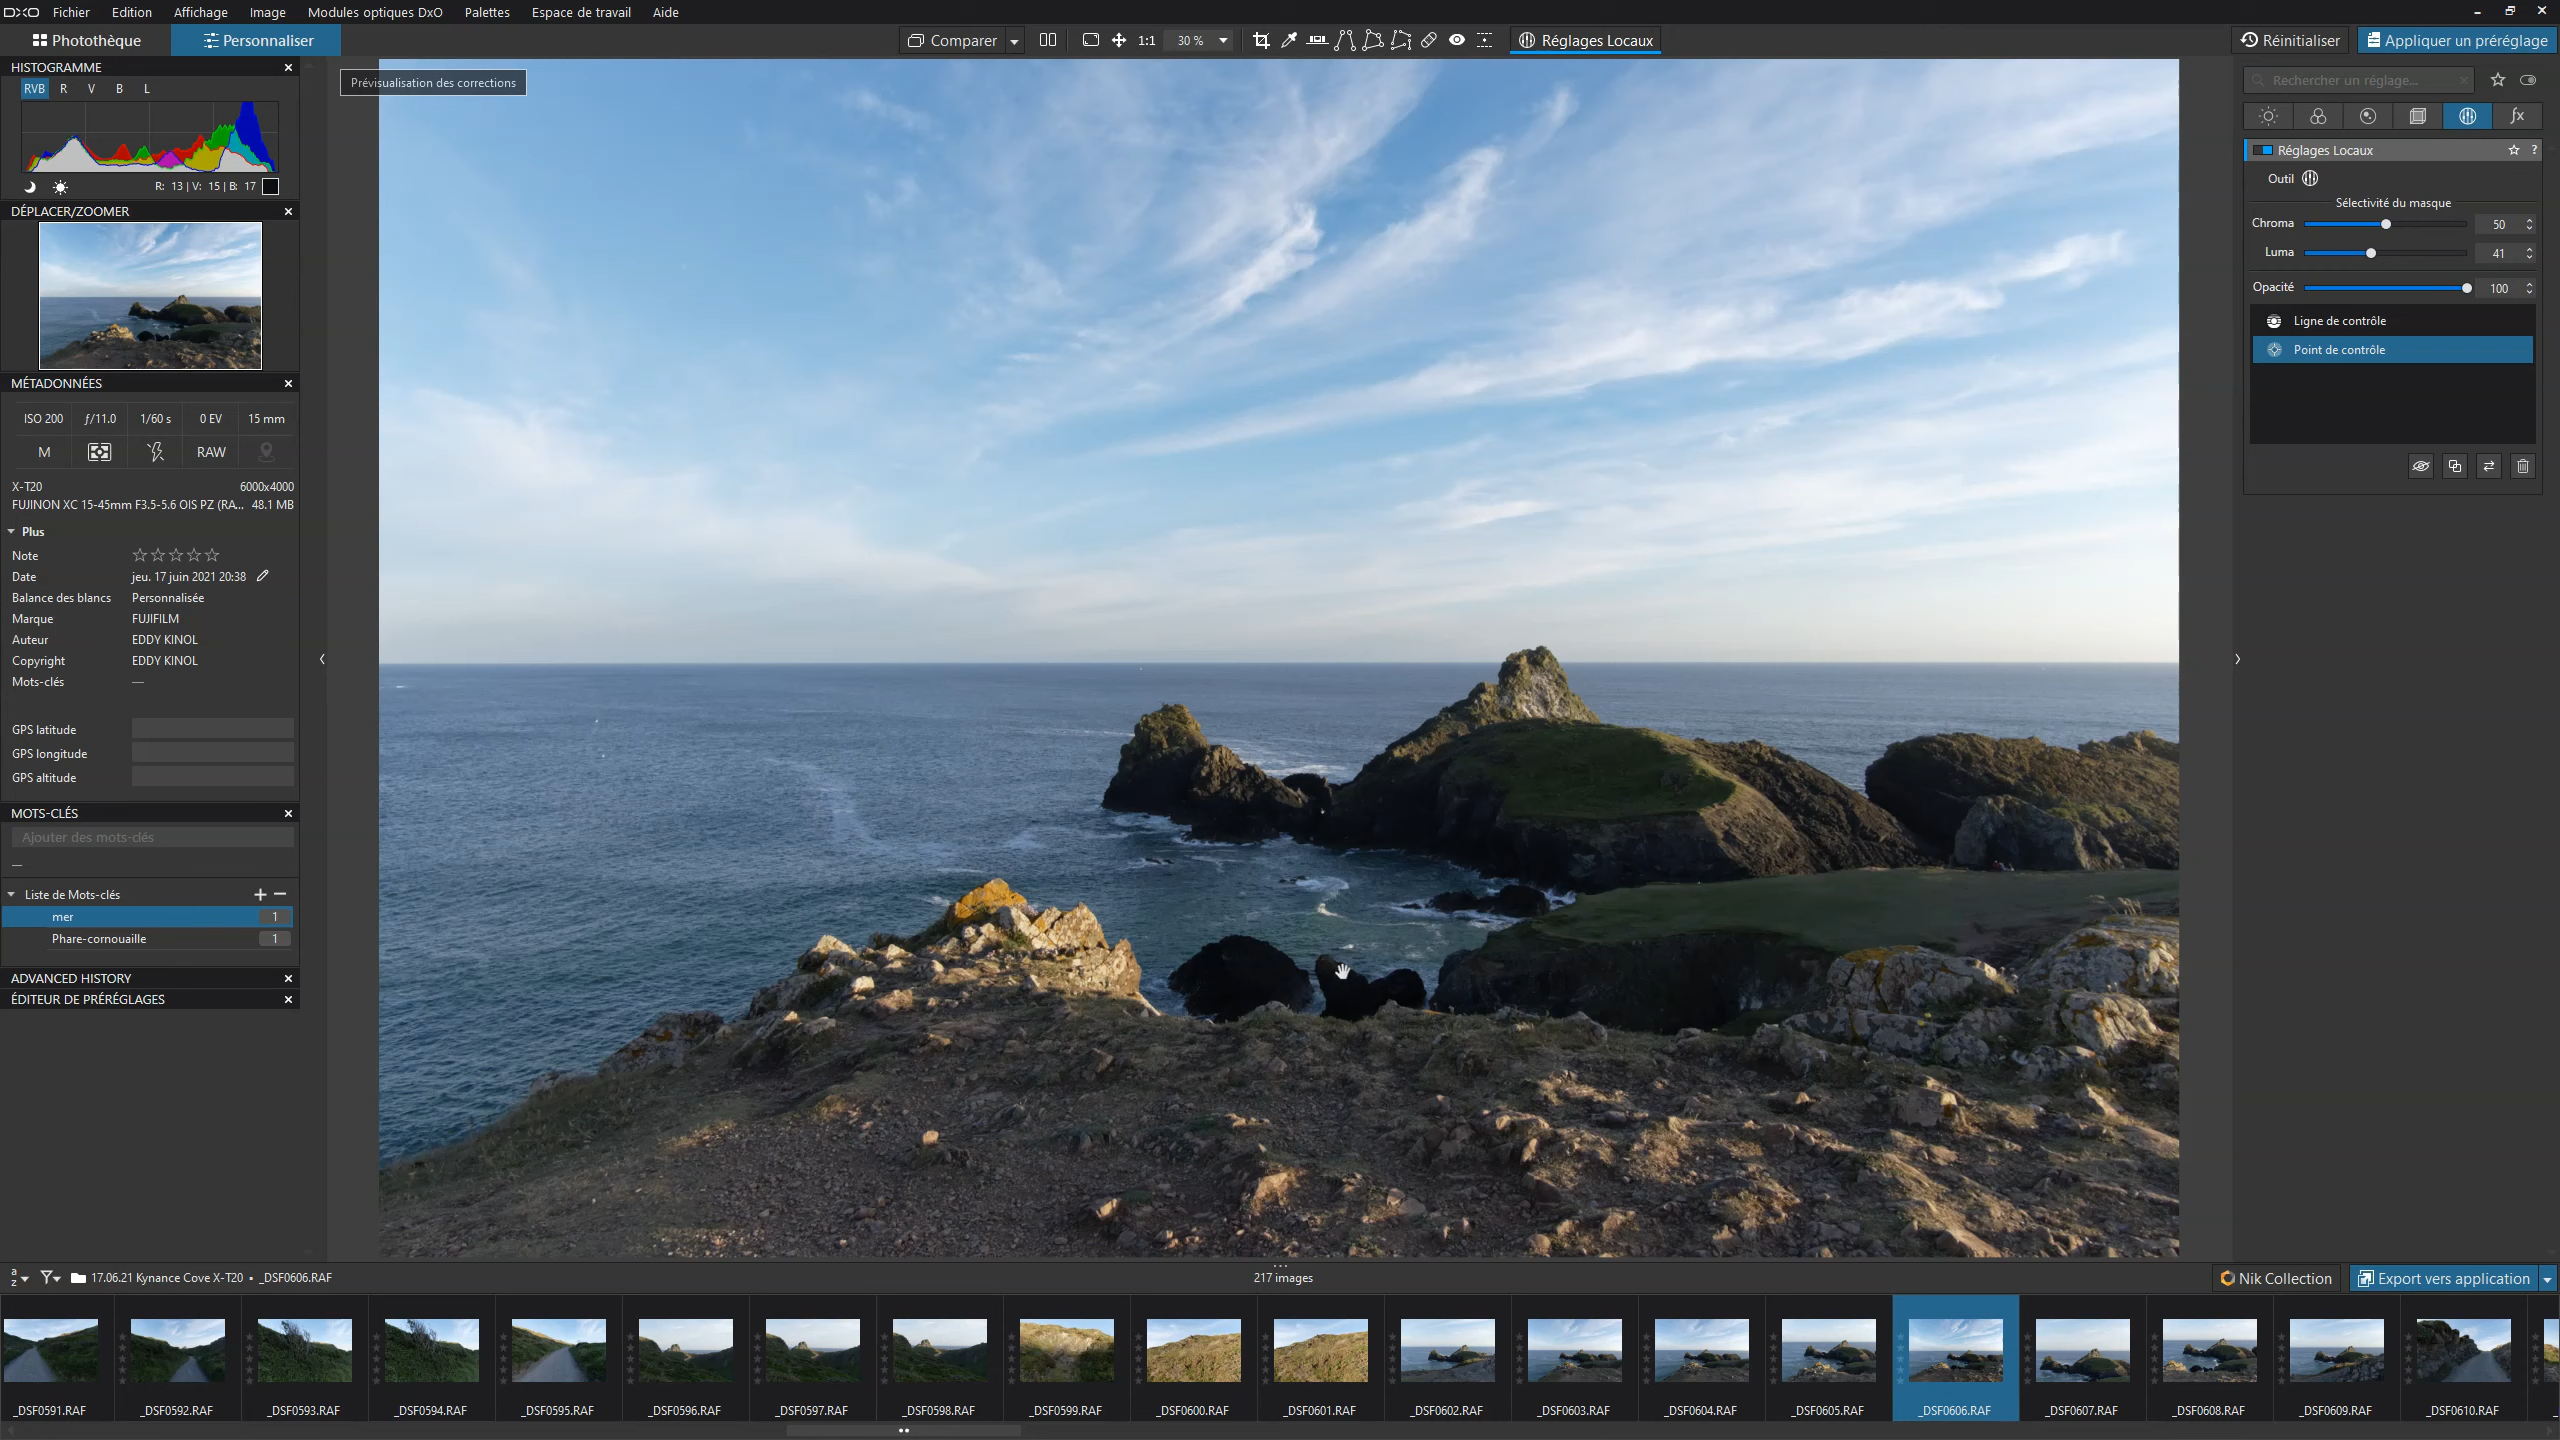 DXO Fichier Edition Affichage Image Modules optiques DxO Palettes Espace de travail Aide
Photothèque Personnaliser Comparer 1:1 30 % Réglages Locaux Réinitialiser Appliquer un préréglage
HISTOGRAMME
RVB R V B L
R: 13 | V: 15 | B: 17
DÉPLACER/ZOOMER
MÉTADONNÉES
ISO 200 ƒ/11.0 1/60 s 0 EV 15 mm
M RAW
X-T20 6000x4000
FUJINON XC 15-45mm F3.5-5.6 OIS PZ (RA... 48.1 MB
Plus
Note
Date jeu. 17 juin 2021 20:38
Balance des blancs Personnalisée
Marque FUJIFILM
Auteur EDDY KINOL
Copyright EDDY KINOL
Mots-clés —
GPS latitude
GPS longitude
GPS altitude
MOTS-CLÉS
Ajouter des mots-clés
—
Liste de Mots-clés
mer 1
Phare-cornouaille 1
ADVANCED HISTORY
ÉDITEUR DE PRÉRÉGLAGES
Prévisualisation des corrections
Rechercher un réglage...
fx
Réglages Locaux ?
Outil
Sélectivité du masque
Chroma 50
Luma 41
Opacité 100
Ligne de contrôle
Point de contrôle
a
z
17.06.21 Kynance Cove X-T20 • _DSF0606.RAF 217 images Nik Collection Export vers application
_DSF0591.RAF _DSF0592.RAF _DSF0593.RAF _DSF0594.RAF _DSF0595.RAF _DSF0596.RAF _DSF0597.RAF _DSF0598.RAF _DSF0599.RAF _DSF0600.RAF _DSF0601.RAF _DSF0602.RAF _DSF0603.RAF _DSF0604.RAF _DSF0605.RAF _DSF0606.RAF _DSF0607.RAF _DSF0608.RAF _DSF0609.RAF _DSF0610.RAF